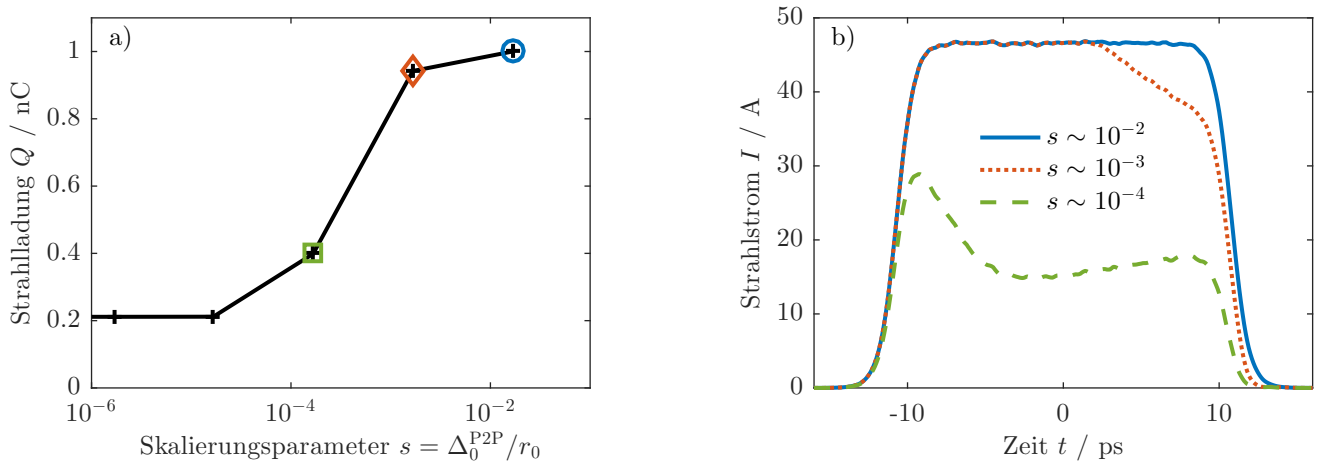 a)
Strahlladung Q / nC
1
0.8
0.6
0.4
0.2
0
10^{-6}
10^{-4}
10^{-2}
10^{0}
Skalierungsparameter s = Δ_0^{P2P}/r_0
b)
Strahlstrom I / A
50
40
30
20
10
0
s ∼ 10^{-2}
s ∼ 10^{-3}
s ∼ 10^{-4}
-10
0
10
Zeit t / ps